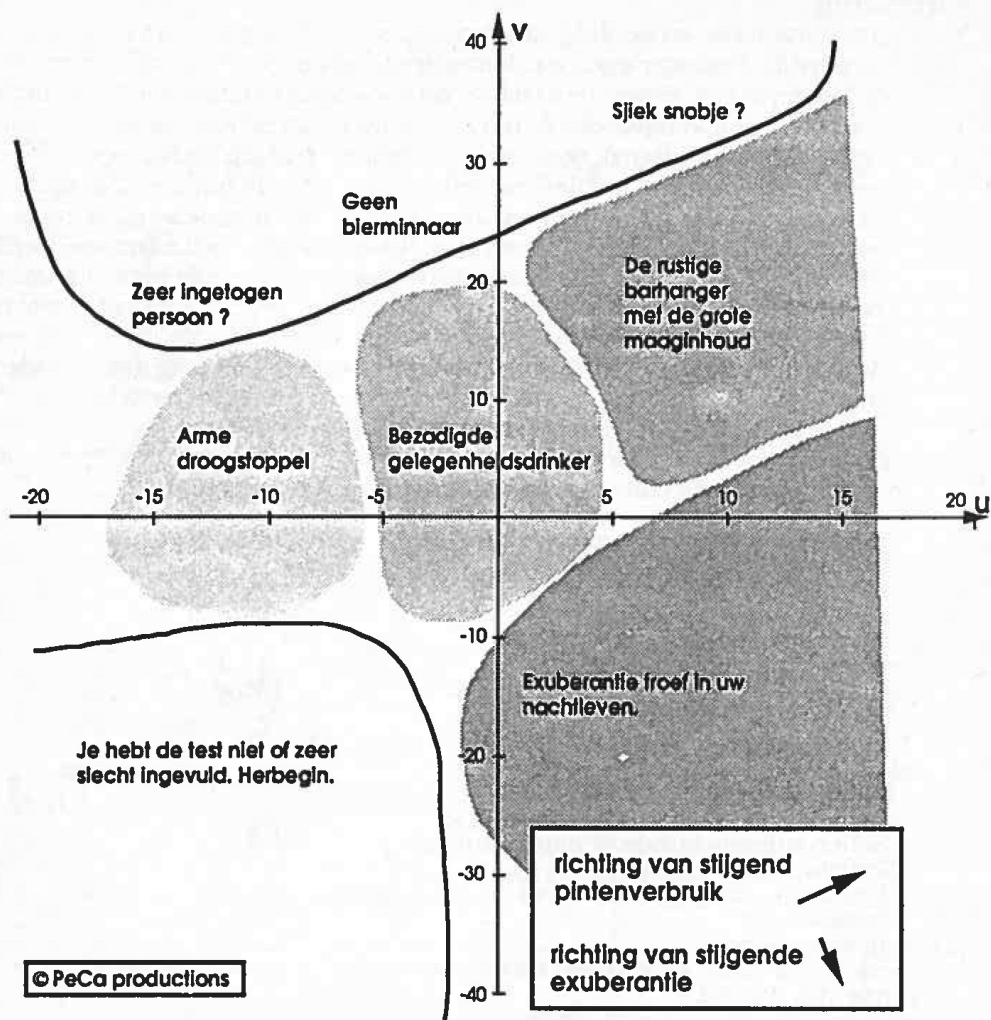 v
40
Sjiek snobje ?
30
Geen
bierminnaar
De rustige
barhanger
met de grote
maaginhoud
20
Zeer ingetogen
persoon ?
10
Arme
droogstoppel
Bezadigde
gelegenheidsdrinker
-20
-15
-10
-5
5
10
15
20
u
-10
Exuberantie troef in uw
nachtleven.
Je hebt de test niet of zeer
slecht ingevuld. Herbegin.
-20
-30
richting van stijgend
pintenverbruik
richting van stijgende
exuberantie
© PeCa productions
-40